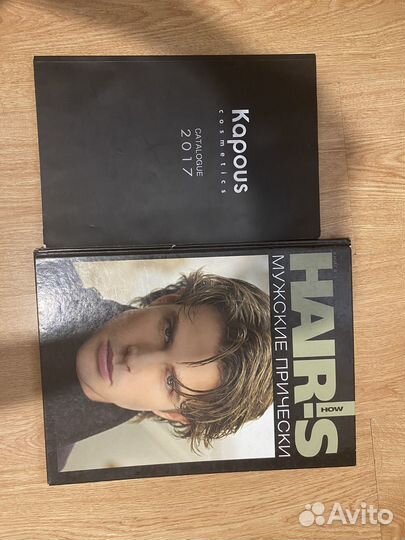 Kapous
cosmetics
CATALOGUE
2017
HAIR'S
HOW
МУЖСКИЕ ПРИЧЕСКИ
Avito